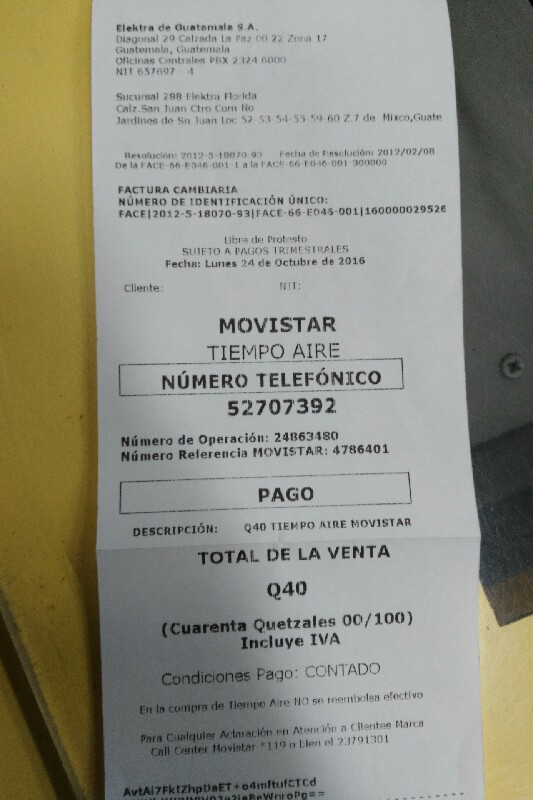 Elektra de Guatemala S.A.
Diagonal 29 Calzada La Paz 00 22 Zona 17
Guatemala, Guatemala
Oficinas Centrales PBX 2324 6000
NIT 657607 - 4
Sucursal 288 Elektra Florida
Calz.San Juan Ctro Com No
Jardines de Sn Juan Loc 52-53-54-55-59-60 Z.7 de Mixco,Guate
Resolución: 2012-5-18070-93 Fecha de Resolución: 2012/02/08
De la FACE-66-E046-001-1 a la FACE-66-E046-001-300000
FACTURA CAMBIARIA
NÚMERO DE IDENTIFICACIÓN ÚNICO:
FACE|2012-5-18070-93|FACE-66-E046-001|160000029526
Libre de Protesto
SUJETO A PAGOS TRIMESTRALES
Fecha: Lunes 24 de Octubre de 2016
Cliente: NIT:
MOVISTAR
TIEMPO AIRE
NÚMERO TELEFÓNICO
52707392
Número de Operación: 24863480
Número Referencia MOVISTAR: 4786401
PAGO
DESCRIPCIÓN: Q40 TIEMPO AIRE MOVISTAR
TOTAL DE LA VENTA
Q40
(Cuarenta Quetzales 00/100)
Incluye IVA
Condiciones Pago: CONTADO
En la compra de Tiempo Aire NO se reembolsa efectivo
Para Cualquier Aclaración en Atención a Clientes Marca
Call Center Movistar *119 o bien el 23791301
AvtAi7FkIZhpDaET+o4mftufCTCd